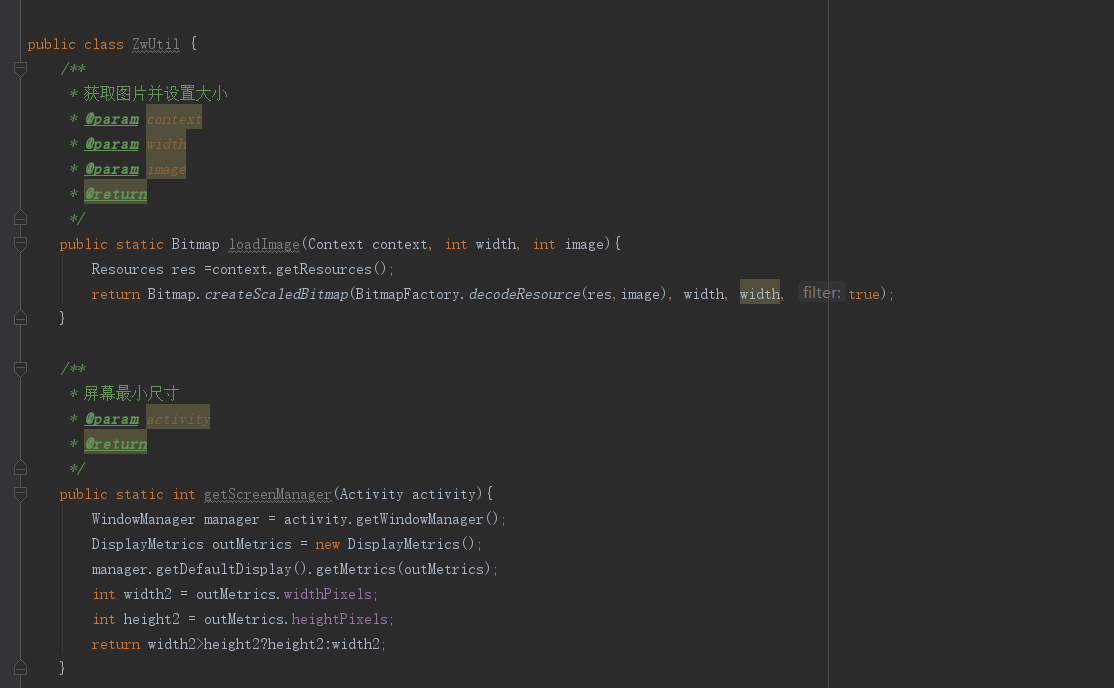 public class ZwUtil {
/**
* 获取图片并设置大小
* @param context
* @param width
* @param image
* @return
*/
public static Bitmap loadImage(Context context, int width, int image){
Resources res =context.getResources();
return Bitmap.createScaledBitmap(BitmapFactory.decodeResource(res,image), width, width, filter: true);
}
/**
* 屏幕最小尺寸
* @param activity
* @return
*/
public static int getScreenManager(Activity activity){
WindowManager manager = activity.getWindowManager();
DisplayMetrics outMetrics = new DisplayMetrics();
manager.getDefaultDisplay().getMetrics(outMetrics);
int width2 = outMetrics.widthPixels;
int height2 = outMetrics.heightPixels;
return width2>height2?height2:width2;
}